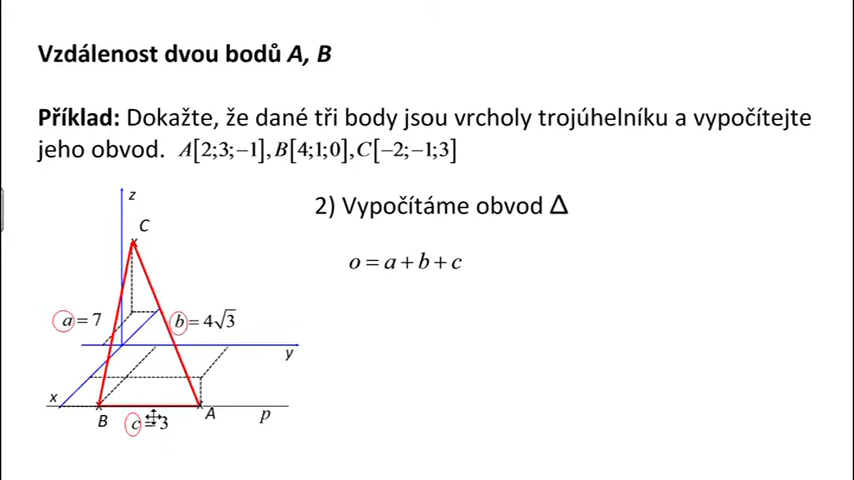 Vzdálenost dvou bodů A, B
Příklad: Dokažte, že dané tři body jsou vrcholy trojúhelníku a vypočítejte
jeho obvod. A[2;3;−1], B[4;1;0], C[−2;−1;3]
2) Vypočítáme obvod Δ
o = a + b + c
z
C
a = 7
b = 4√3
y
x
B
c = 3
A
p